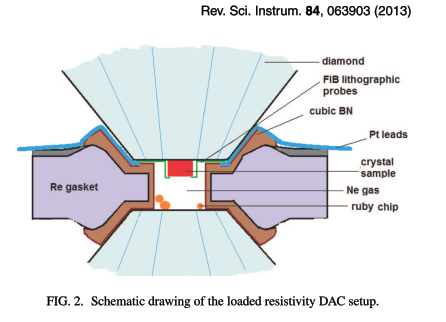 Rev. Sci. Instrum. 84, 063903 (2013)
diamond
FIB lithographic
probes
cubic BN
Pt leads
crystal
sample
Re gasket
Ne gas
ruby chip
FIG. 2. Schematic drawing of the loaded resistivity DAC setup.